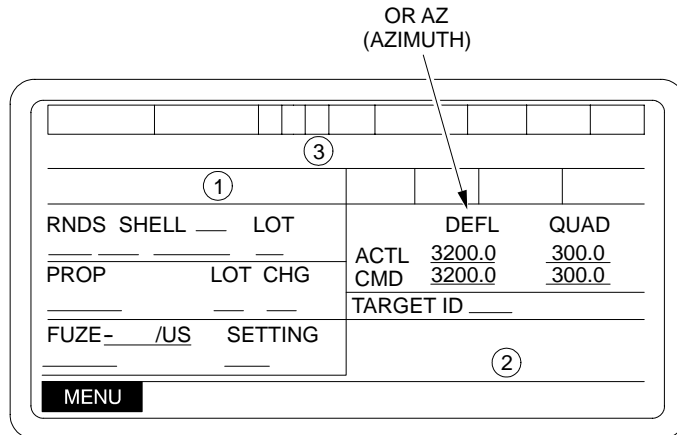 OR AZ
(AZIMUTH)
3
1
RNDS SHELL LOT
DEFL QUAD
ACTL 3200.0 300.0
CMD 3200.0 300.0
PROP LOT CHG
TARGET ID
FUZE- /US SETTING
2
MENU